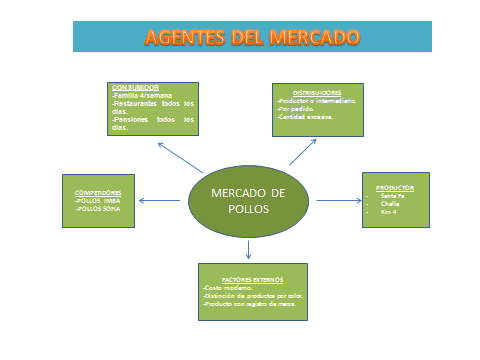 AGENTES DEL MERCADO
CONSUMIDOR
-Familia 4/semana
-Restaurantes todos los
días.
-Pensiones todos los
días.
DISTRIBUIDORES
-Productor o intermediario.
-Por pedido.
-Cantidad excesiva.
MERCADO DE
POLLOS
COMPETIDORES
-POLLOS IMBA
-POLLOS SOFIA
PRODUCTOR
- Santa Fe
- Challa
- Km 4
FACTORES EXTERNOS
-Costo moderno.
-Distinción de productos por color.
-Producto con registro de marca.